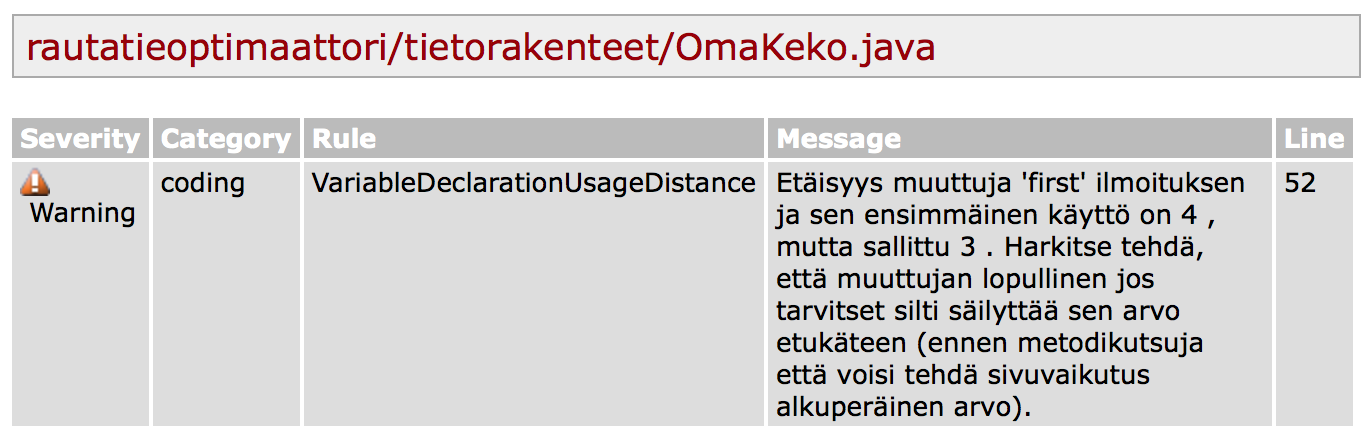 rautatieoptimaattori/tietorakenteet/OmaKeko.java
Severity Category Rule Message Line
Warning coding VariableDeclarationUsageDistance Etäisyys muuttuja 'first' ilmoituksen 52
ja sen ensimmäinen käyttö on 4 ,
mutta sallittu 3 . Harkitse tehdä,
että muuttujan lopullinen jos
tarvitset silti säilyttää sen arvo
etukäteen (ennen metodikutsuja
että voisi tehdä sivuvaikutus
alkuperäinen arvo).